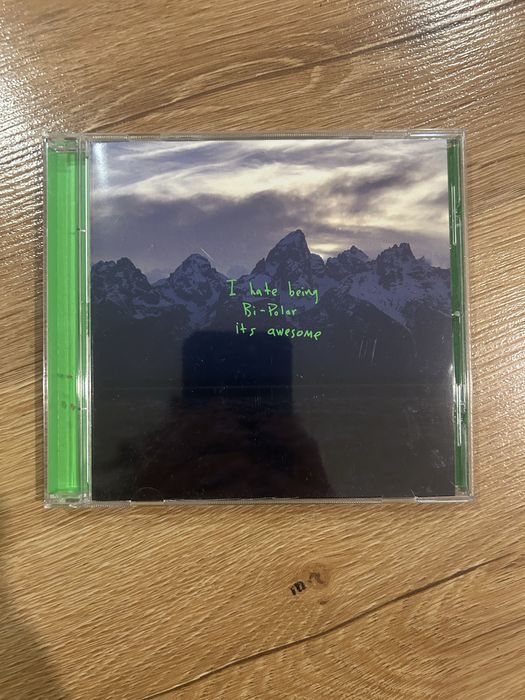 I hate being
Bi-Polar
its awesome